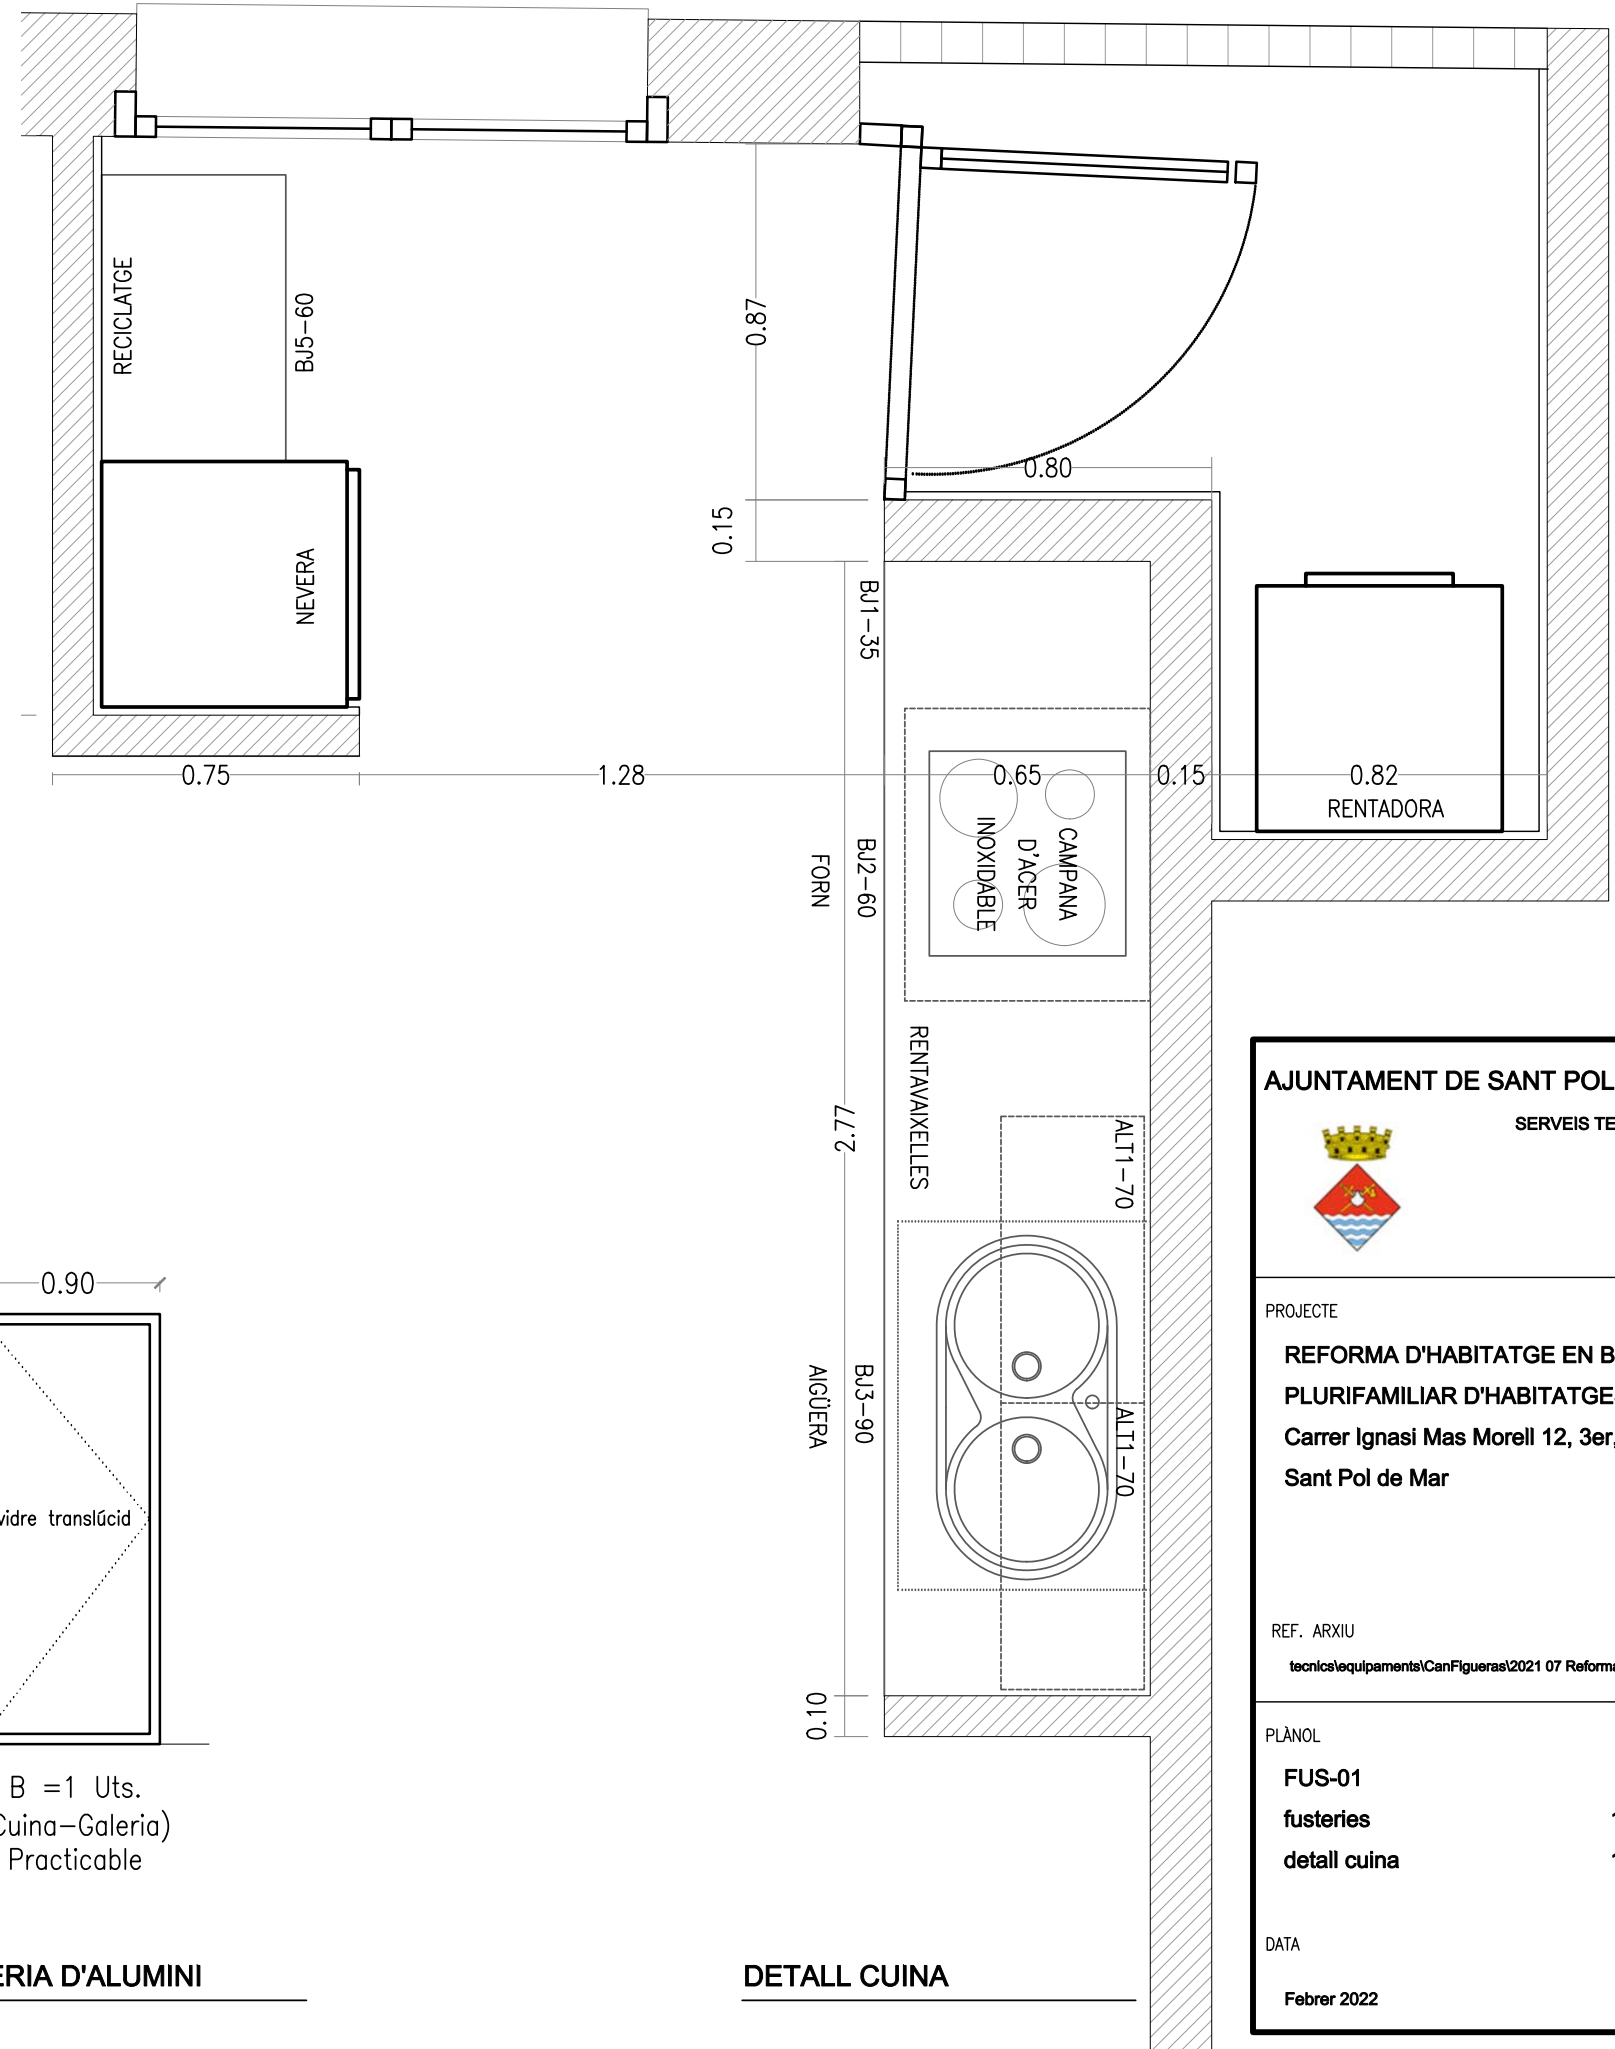 RECICLATGE
BJ5-60
0.87
0.80
0.15
NEVERA
BJ1-35
0.75
1.28
0.65
0.15
0.82
RENTADORA
CAMPANA
D'ACER
INOXIDABLE
BJ2-60
FORN
RENTAVAIXELLES
2.77
ALT1-70
BJ3-90
AIGÜERA
ALT1-70
0.10
0.90
vidre translúcid
B =1 Uts.
Cuina-Galeria)
Practicable
ERIA D'ALUMINI
DETALL CUINA
AJUNTAMENT DE SANT POL
SERVEIS TE
PROJECTE
REFORMA D'HABITATGE EN B
PLURIFAMILIAR D'HABITATGE
Carrer Ignasi Mas Morell 12, 3er,
Sant Pol de Mar
REF. ARXIU
tecnics\equipaments\CanFigueras\2021 07 Reforma
PLÀNOL
FUS-01
fusteries
detall cuina
DATA
Febrer 2022